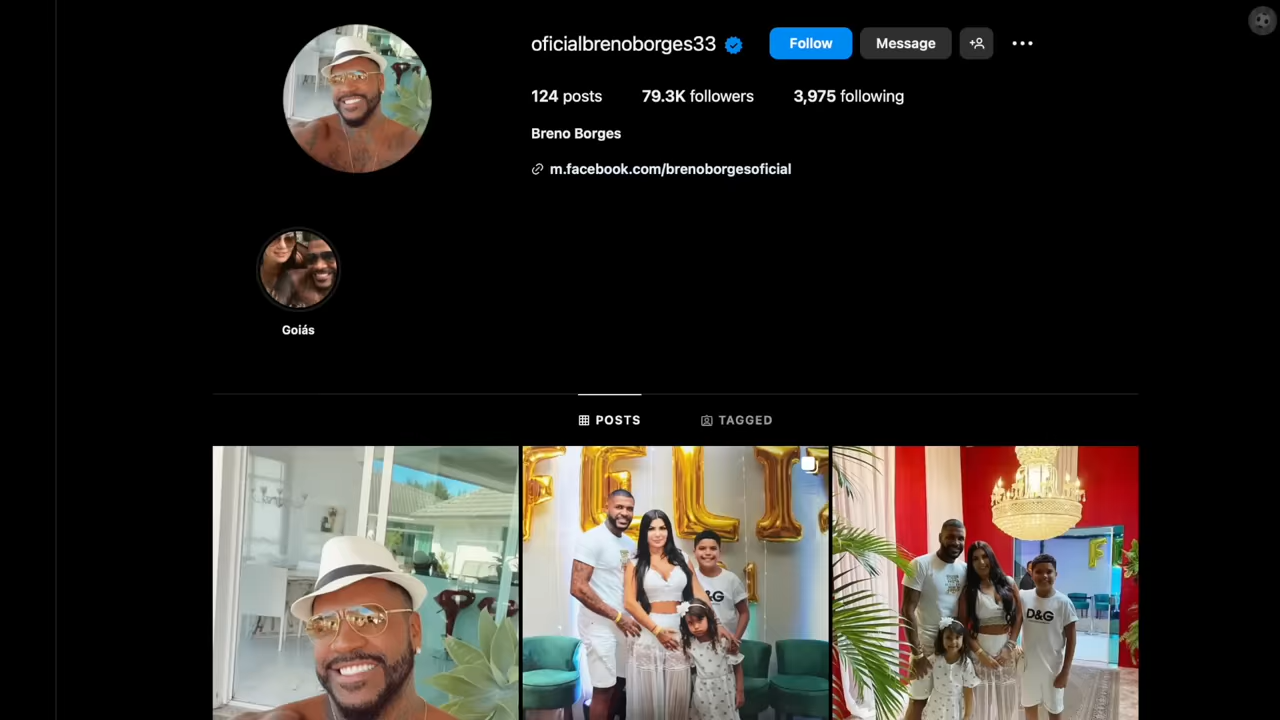 oficialbrenoborges33
Follow
Message
124 posts
79.3K followers
3,975 following
Breno Borges
m.facebook.com/brenoborgesoficial
Goiás
POSTS
TAGGED
FELI
D&G